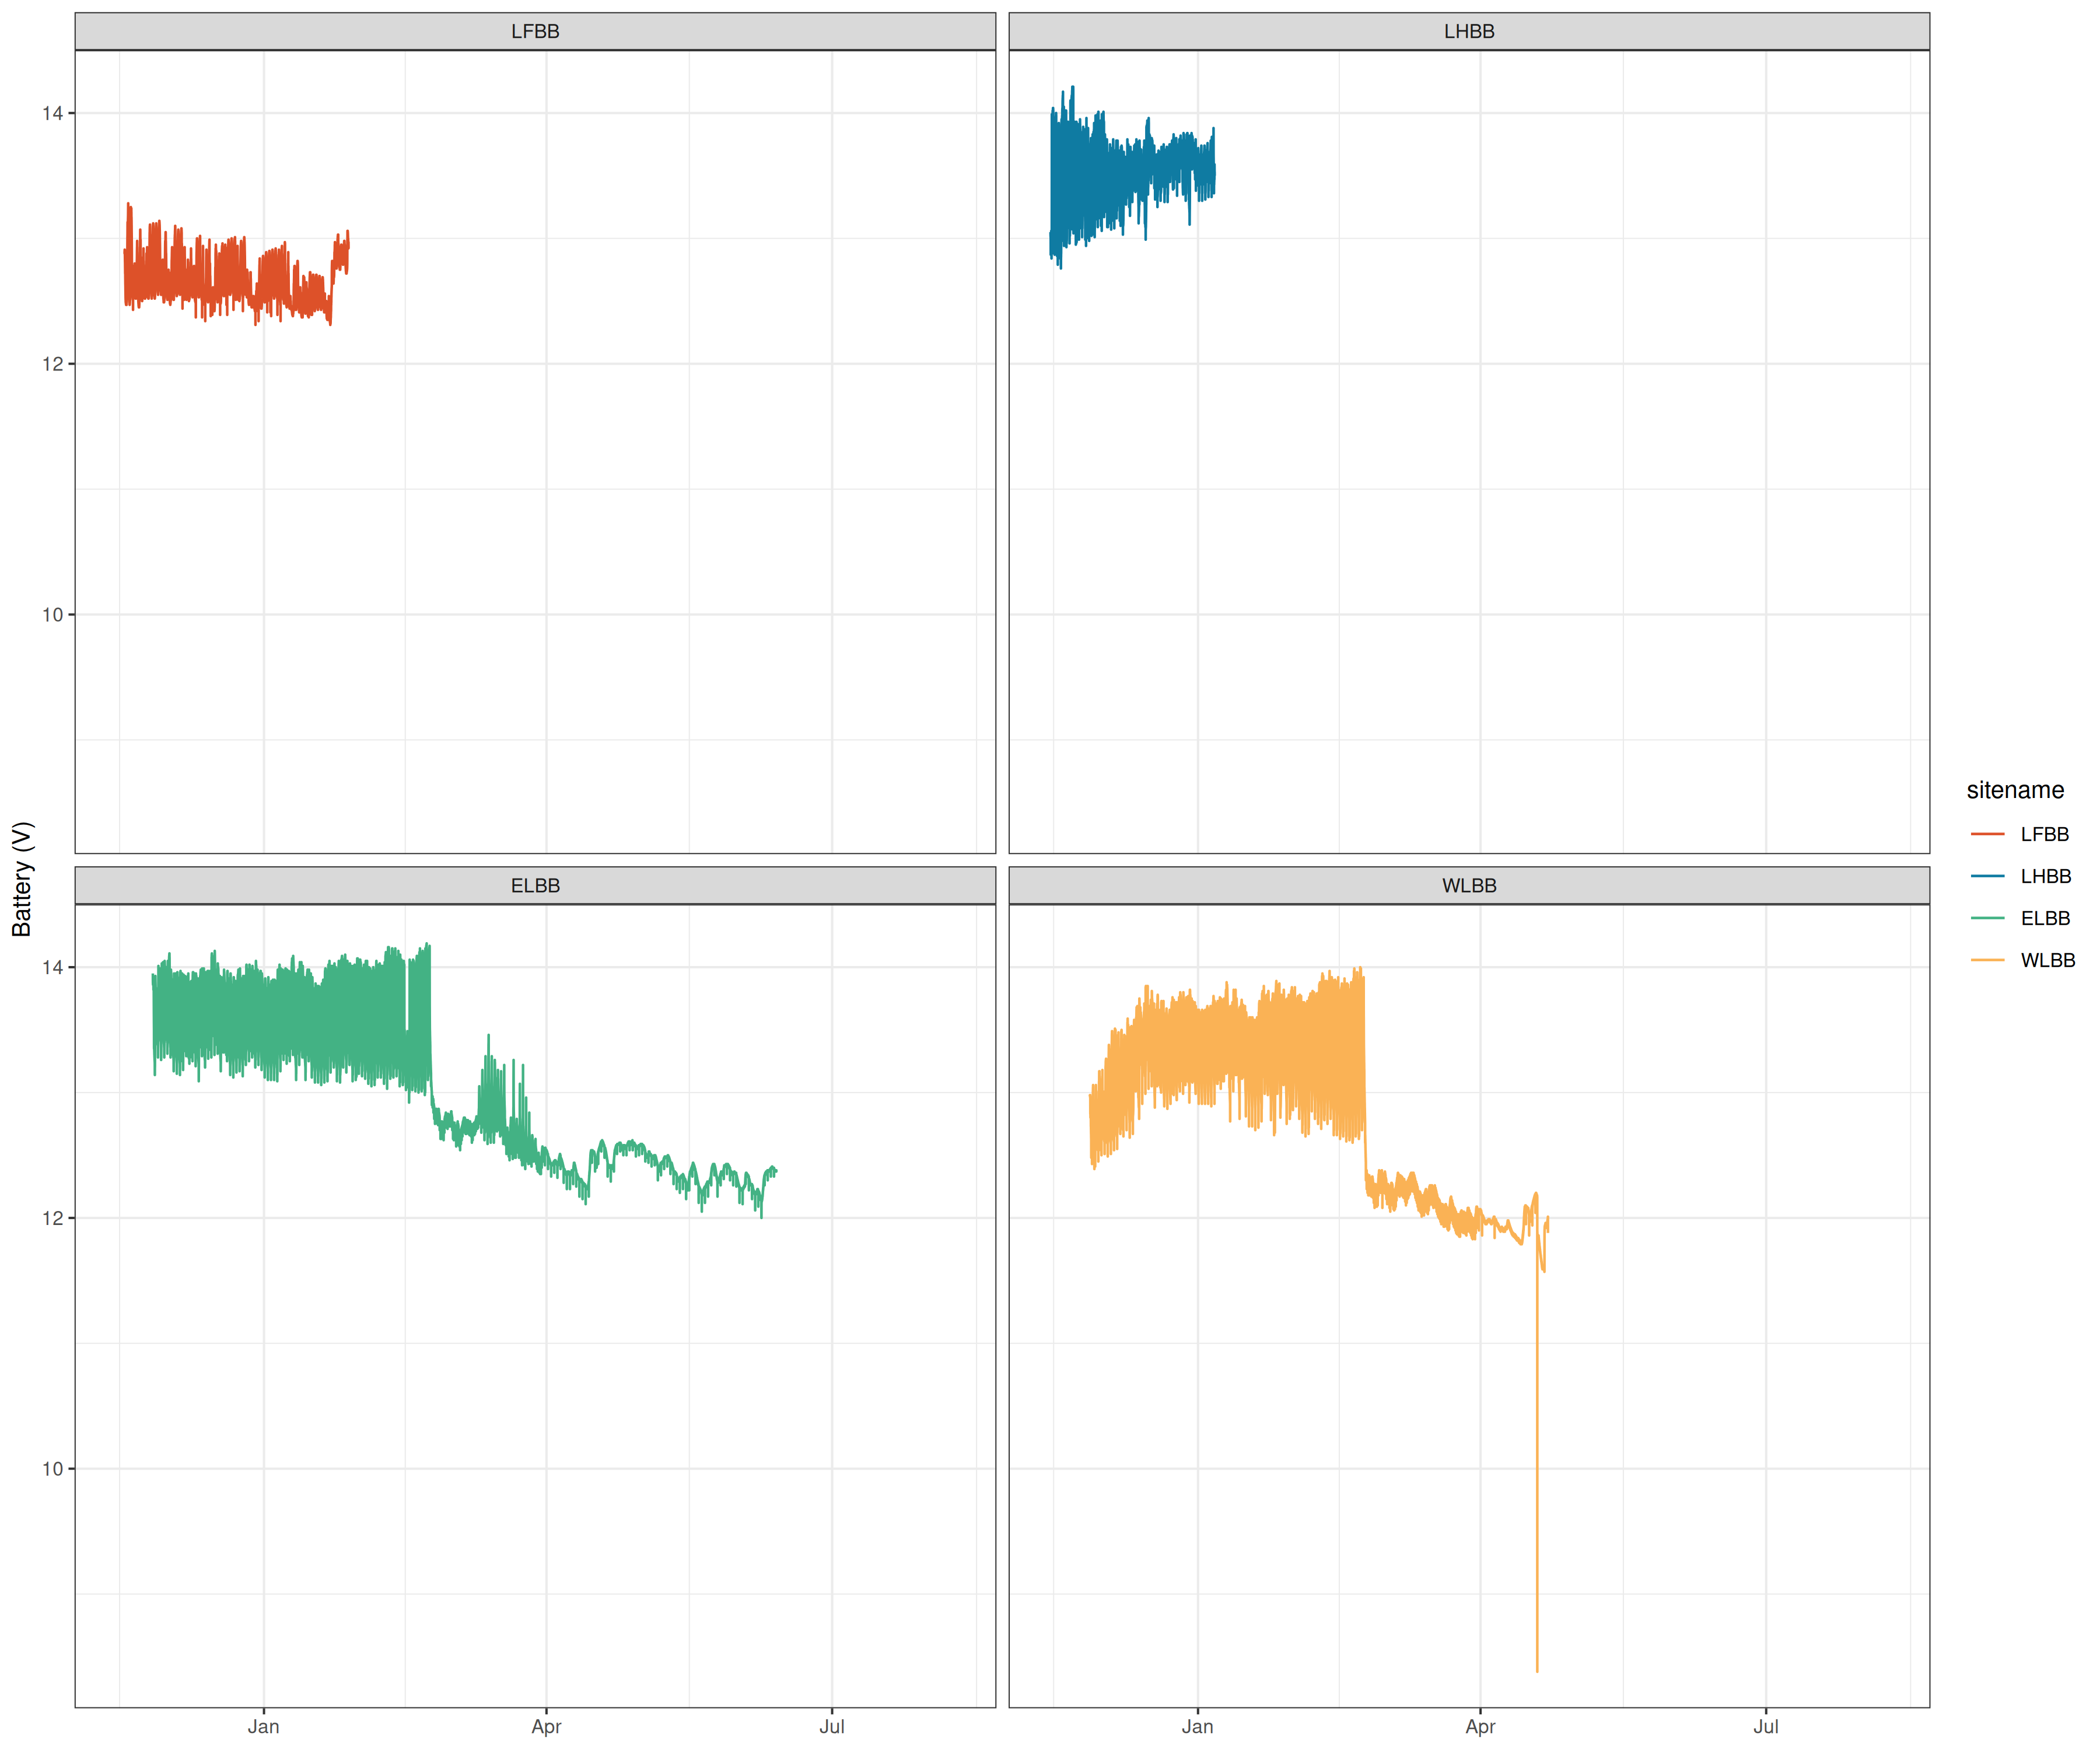 LFBB
LHBB
14
12
10
ELBB
WLBB
14
12
10
Battery (V)
Jan
Apr
Jul
Jan
Apr
Jul
sitename
LFBB
LHBB
ELBB
WLBB